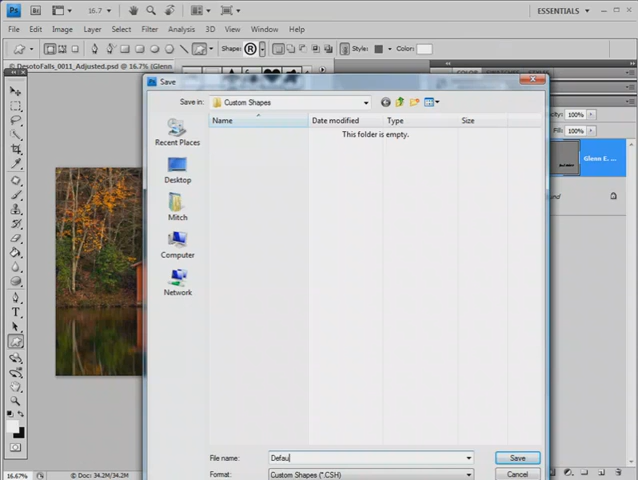 Ps
Br
16.7
ESSENTIALS
File Edit Image Layer Select Filter Analysis 3D View Window Help
Shape: ® Style: Color:
DesotoFalls_0011_Adjusted.psd @ 16.7% (Glenn
Save
Save in: Custom Shapes
Name Date modified Type Size
This folder is empty.
Recent Places
Desktop
Mitch
Computer
Network
100%
Fill: 100%
Glenn E. ...
File name: Defau
Save
Format: Custom Shapes (*.CSH)
Cancel
16.67% Doc: 34.2M/34.2M